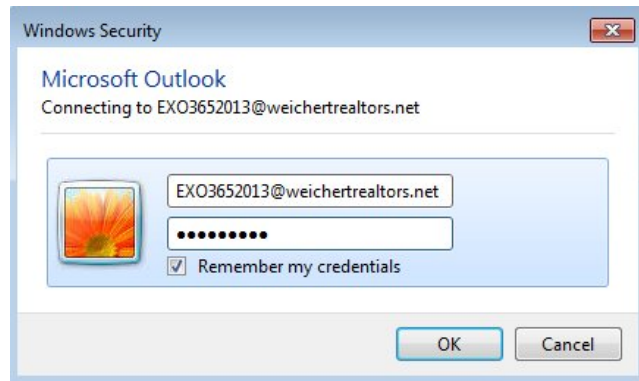 Windows Security
Microsoft Outlook
Connecting to EXO3652013@weichertrealtors.net
EXO3652013@weichertrealtors.net
●●●●●●●●●
Remember my credentials
OK
Cancel